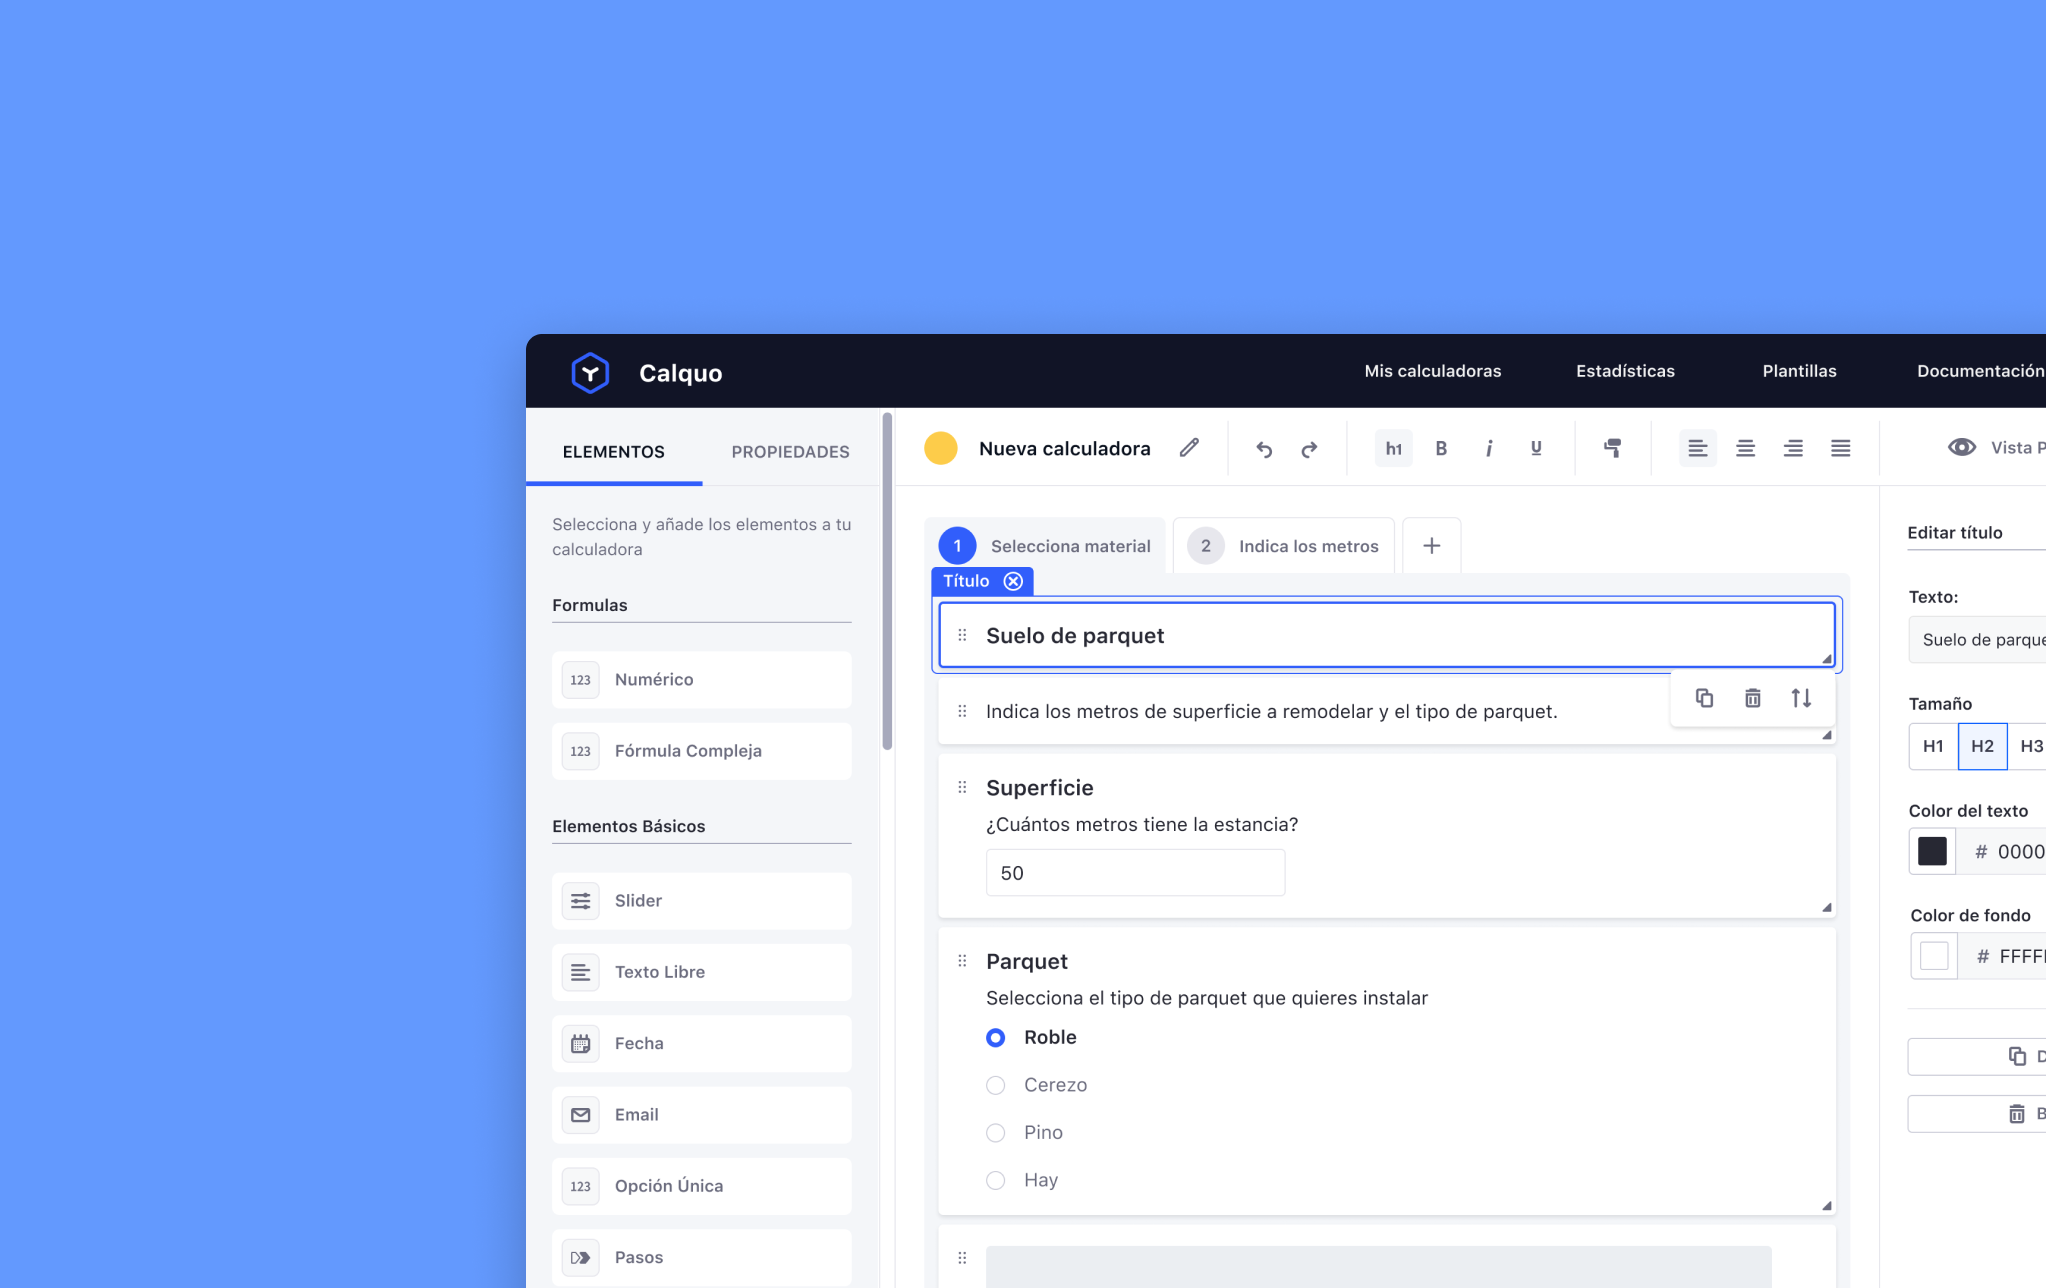 Calquo
Mis calculadoras
Estadísticas
Plantillas
Documentación
ELEMENTOS
PROPIEDADES
Nueva calculadora
h1
B
i
U
Vista P
Selecciona y añade los elementos a tu
calculadora
Formulas
123 Numérico
123 Fórmula Compleja
Elementos Básicos
Slider
Texto Libre
Fecha
Email
123 Opción Única
Pasos
1 Selecciona material
2 Indica los metros
+
Título
Suelo de parquet
Indica los metros de superficie a remodelar y el tipo de parquet.
Superficie
¿Cuántos metros tiene la estancia?
50
Parquet
Selecciona el tipo de parquet que quieres instalar
Roble
Cerezo
Pino
Hay
Editar título
Texto:
Suelo de parque
Tamaño
H1 H2 H3
Color del texto
# 0000
Color de fondo
# FFFF